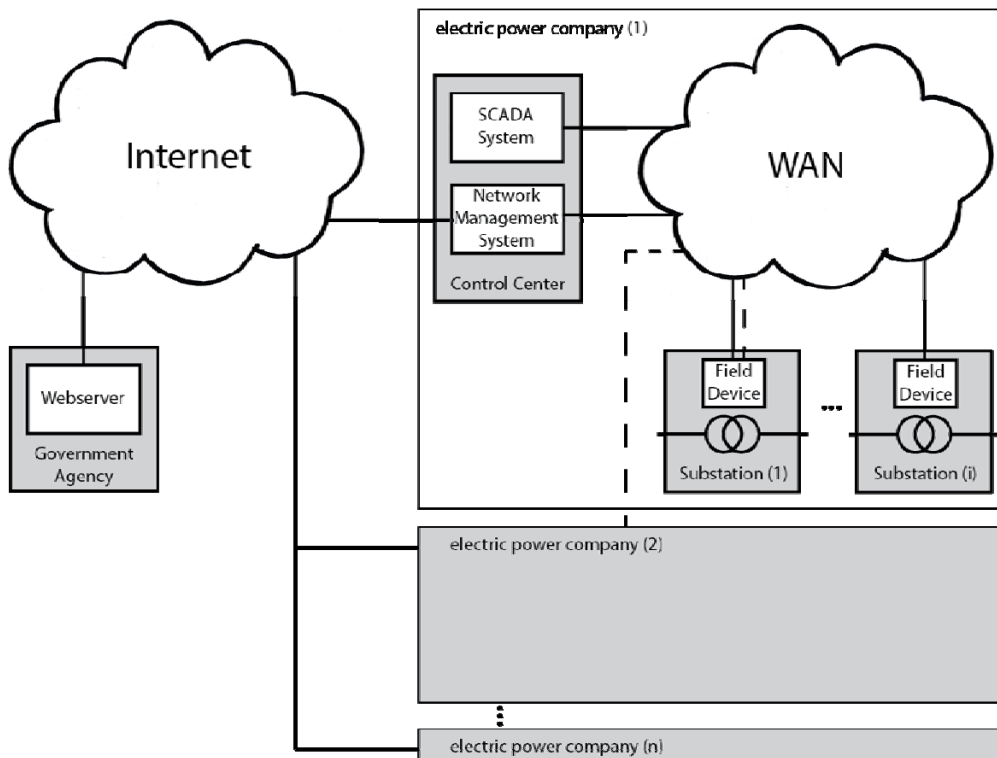 electric power company (1)
Internet
SCADA
System
WAN
Network
Management
System
Control Center
Webserver
Government
Agency
Field
Device
Substation (1)
...
Field
Device
Substation (i)
electric power company (2)
electric power company (n)